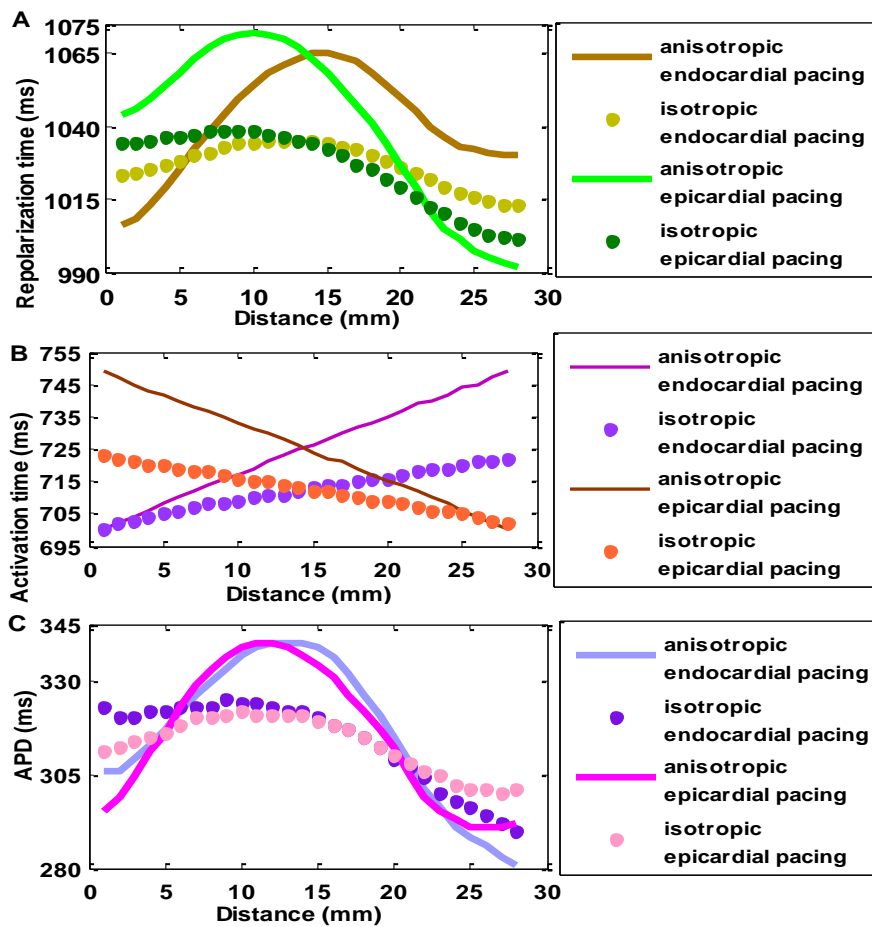 A
Repolarization time (ms)
1075
1065
1040
1015
990
0 5 10 15 20 25 30
Distance (mm)
anisotropic
endocardial pacing
isotropic
endocardial pacing
anisotropic
epicardial pacing
isotropic
epicardial pacing
B
Activation time (ms)
755
745
725
715
705
695
0 5 10 15 20 25 30
Distance (mm)
anisotropic
endocardial pacing
isotropic
endocardial pacing
anisotropic
epicardial pacing
isotropic
epicardial pacing
C
APD (ms)
345
330
305
280
0 5 10 15 20 25 30
Distance (mm)
anisotropic
endocardial pacing
isotropic
endocardial pacing
anisotropic
epicardial pacing
isotropic
epicardial pacing